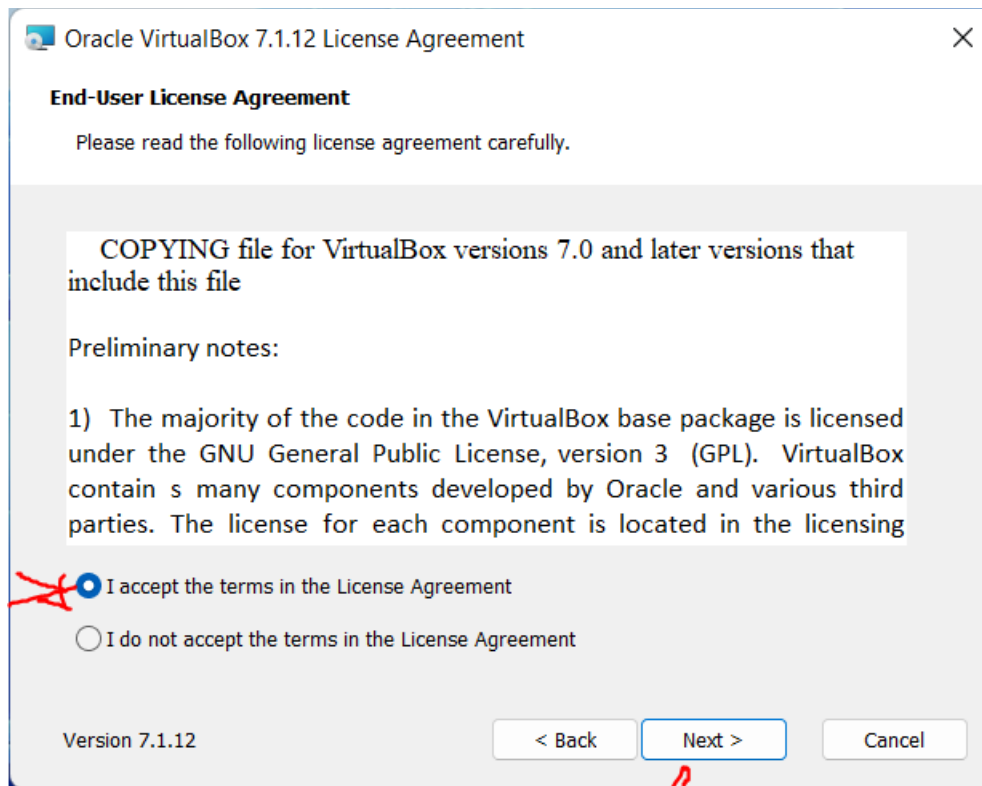 Oracle VirtualBox 7.1.12 License Agreement
End-User License Agreement
Please read the following license agreement carefully.
COPYING file for VirtualBox versions 7.0 and later versions that
include this file
Preliminary notes:
1) The majority of the code in the VirtualBox base package is licensed
under the GNU General Public License, version 3 (GPL). VirtualBox
contain s many components developed by Oracle and various third
parties. The license for each component is located in the licensing
I accept the terms in the License Agreement
I do not accept the terms in the License Agreement
Version 7.1.12
< Back Next > Cancel